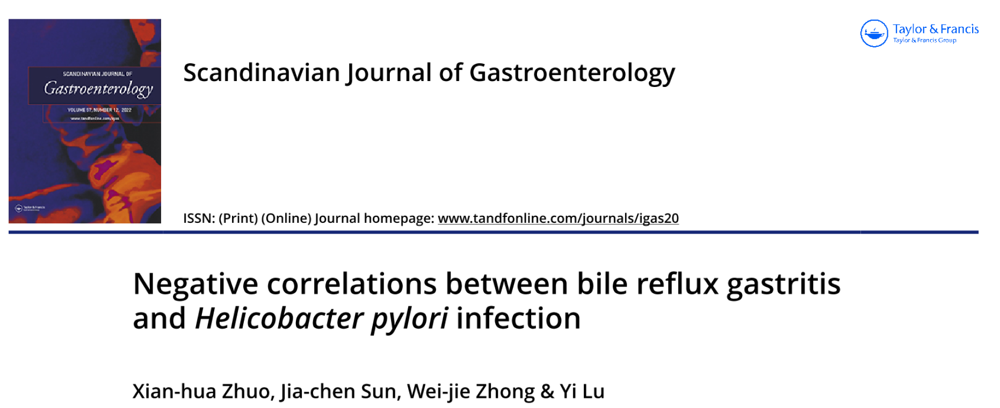 SCANDINAVIAN JOURNAL OF
Gastroenterology
VOLUME 57, NUMBER 12, 2022
www.tandfonline.com/igas
Taylor & Francis
Taylor & Francis
Taylor & Francis Group
Scandinavian Journal of Gastroenterology
ISSN: (Print) (Online) Journal homepage: www.tandfonline.com/journals/igas20
Negative correlations between bile reflux gastritis
and Helicobacter pylori infection
Xian-hua Zhuo, Jia-chen Sun, Wei-jie Zhong & Yi Lu